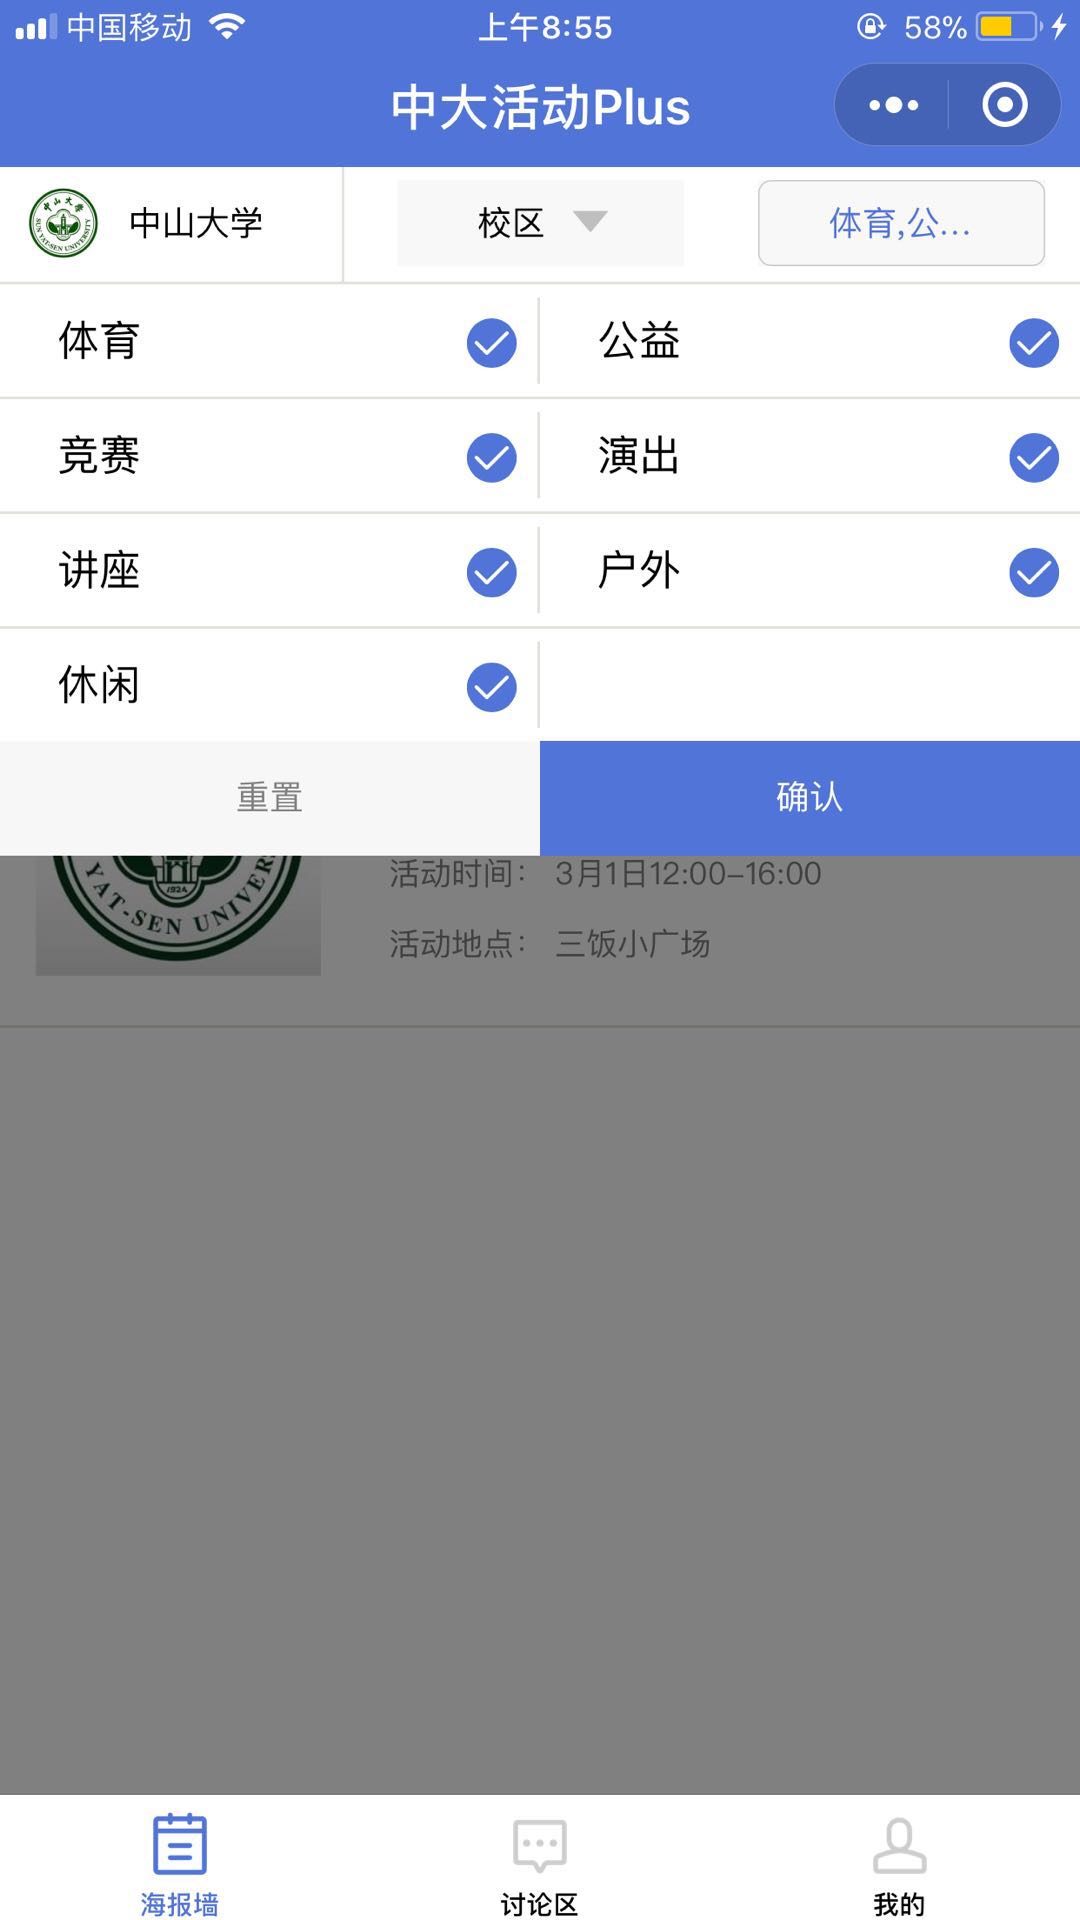 中国移动 上午8:55 58%
中大活动Plus
中山大学 校区 体育,公...
体育 公益
竞赛 演出
讲座 户外
休闲
重置 确认
活动时间： 3月1日12:00-16:00
1924
YAT-SEN UNIVER
活动地点： 三饭小广场
海报墙 讨论区 我的